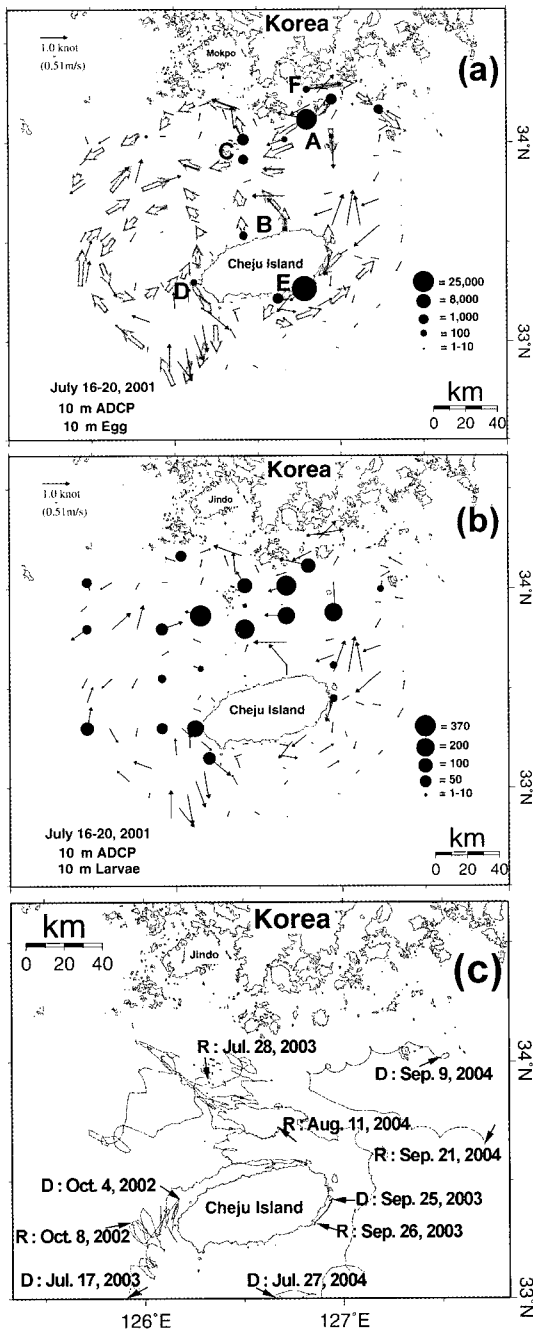 Korea
1.0 knot
(0.51m/s)
Mokpo
(a)
F
A
34°N
C
B
Cheju Island
D
E
= 25,000
= 8,000
= 1,000
= 100
= 1-10
33°N
July 16-20, 2001
10 m ADCP
10 m Egg
km
0 20 40
Korea
1.0 knot
(0.51m/s)
Jindo
(b)
34°N
Cheju Island
= 370
= 200
= 100
= 50
= 1-10
33°N
July 16-20, 2001
10 m ADCP
10 m Larvae
km
0 20 40
km
0 20 40
Korea
Jindo
(c)
R : Jul. 28, 2003
34°N
D : Sep. 9, 2004
R : Aug. 11, 2004
R : Sep. 21, 2004
D : Oct. 4, 2002
Cheju Island
D : Sep. 25, 2003
R : Oct. 8, 2002
R : Sep. 26, 2003
D : Jul. 17, 2003
D : Jul. 27, 2004
33°N
126°E
127°E